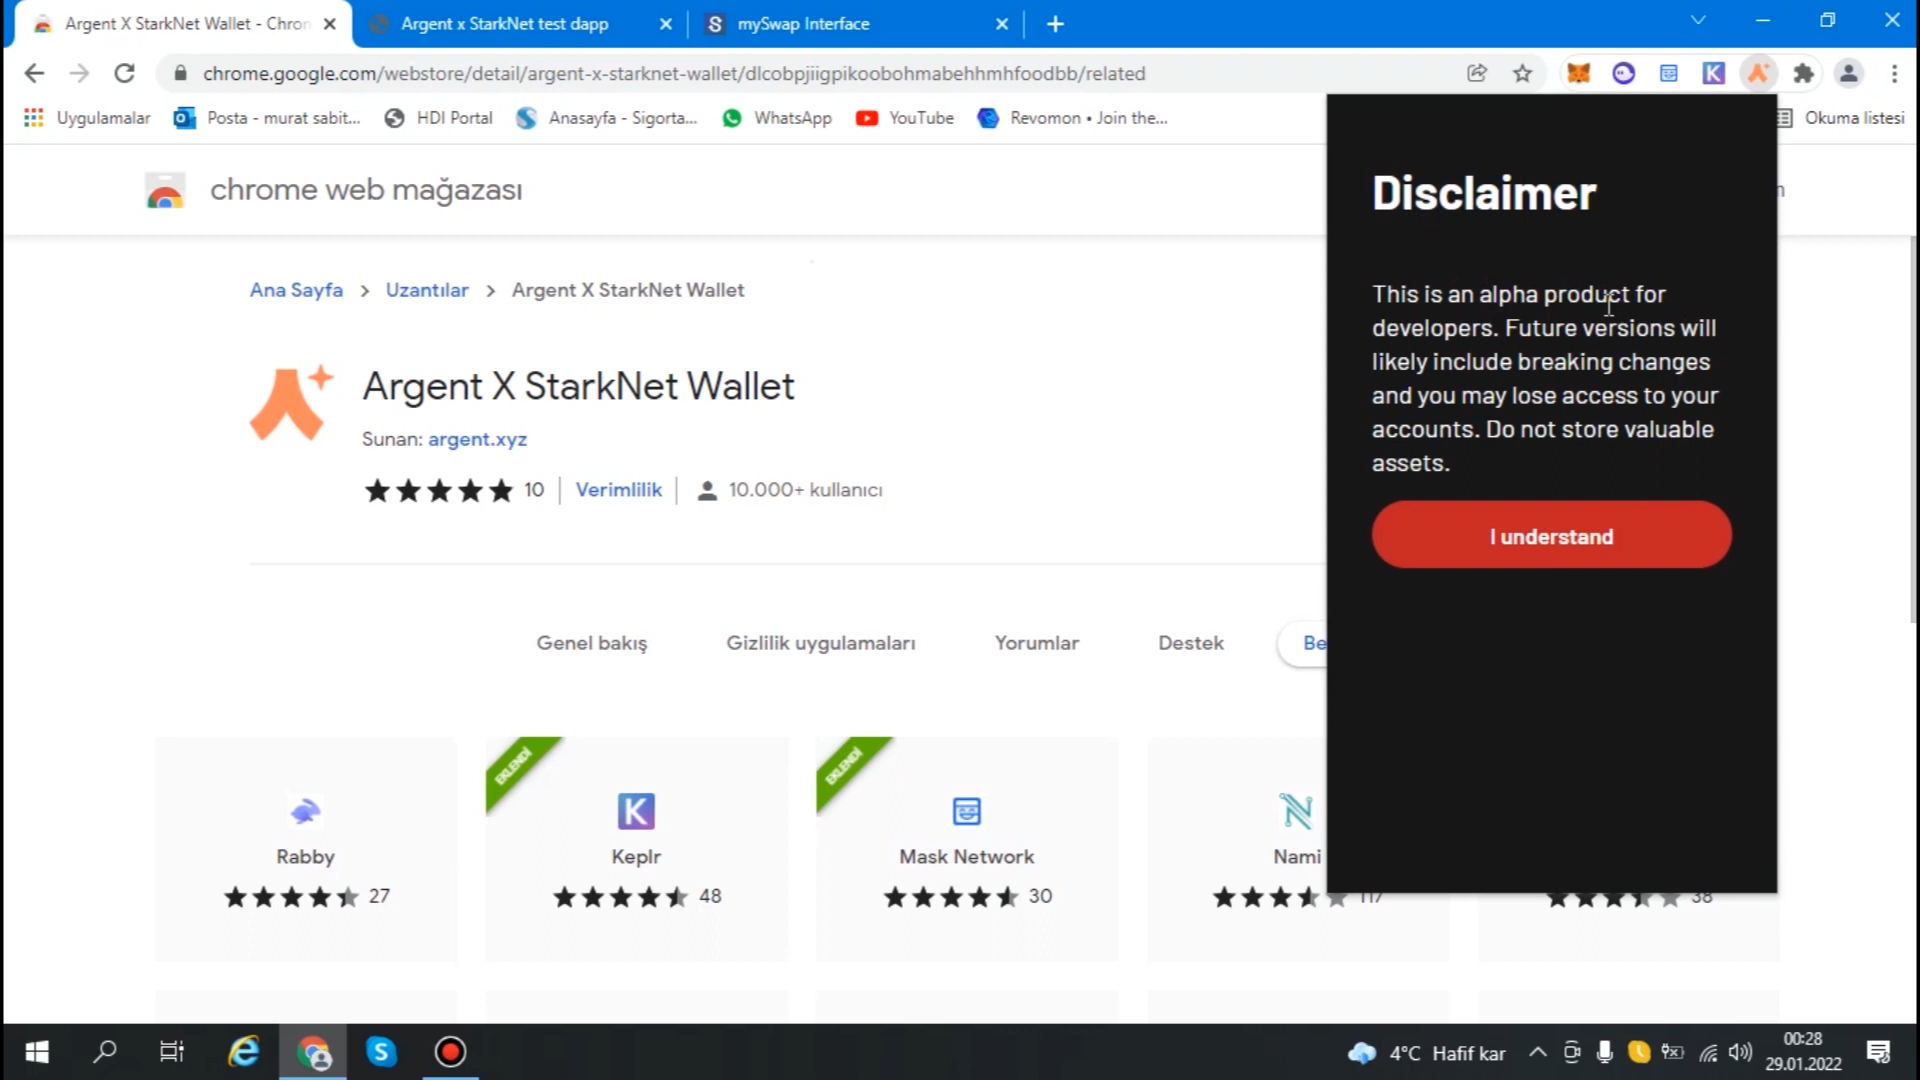 Argent X StarkNet Wallet - Chron
Argent x StarkNet test dapp
mySwap Interface
chrome.google.com/webstore/detail/argent-x-starknet-wallet/dlcobpjiigpikoobohmabehhmhfoodbb/related
Uygulamalar
Posta - murat sabit...
HDI Portal
Anasayfa - Sigorta...
WhatsApp
YouTube
Revomon • Join the...
Okuma listesi
chrome web mağazası
Ana Sayfa > Uzantılar > Argent X StarkNet Wallet
Argent X StarkNet Wallet
Sunan: argent.xyz
10
Verimlilik
10.000+ kullanıcı
Genel bakış
Gizlilik uygulamaları
Yorumlar
Destek
Be
Disclaimer
This is an alpha product for
developers. Future versions will
likely include breaking changes
and you may lose access to your
accounts. Do not store valuable
assets.
I understand
EKLENDİ
EKLENDİ
Rabby
27
Keplr
48
Mask Network
30
Nami
117
38
4°C Hafif kar
00:28
29.01.2022